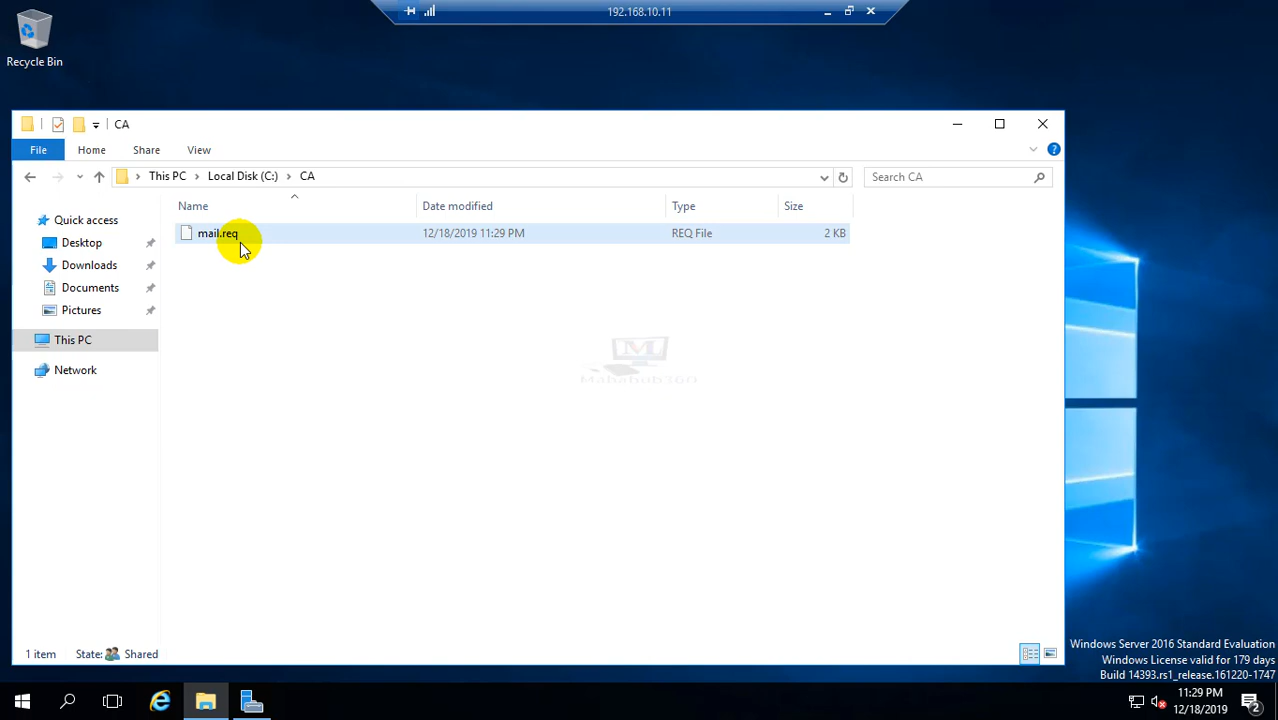 192.168.10.11
Recycle Bin
CA
File Home Share View
This PC Local Disk (C:) CA
Search CA
Name Date modified Type Size
mail.req 12/18/2019 11:29 PM REQ File 2 KB
Quick access
Desktop
Downloads
Documents
Pictures
This PC
Network
Mahabub360
1 item State: Shared
Windows Server 2016 Standard Evaluation
Windows License valid for 179 days
Build 14393.rs1_release.161220-1747
11:29 PM
12/18/2019
2